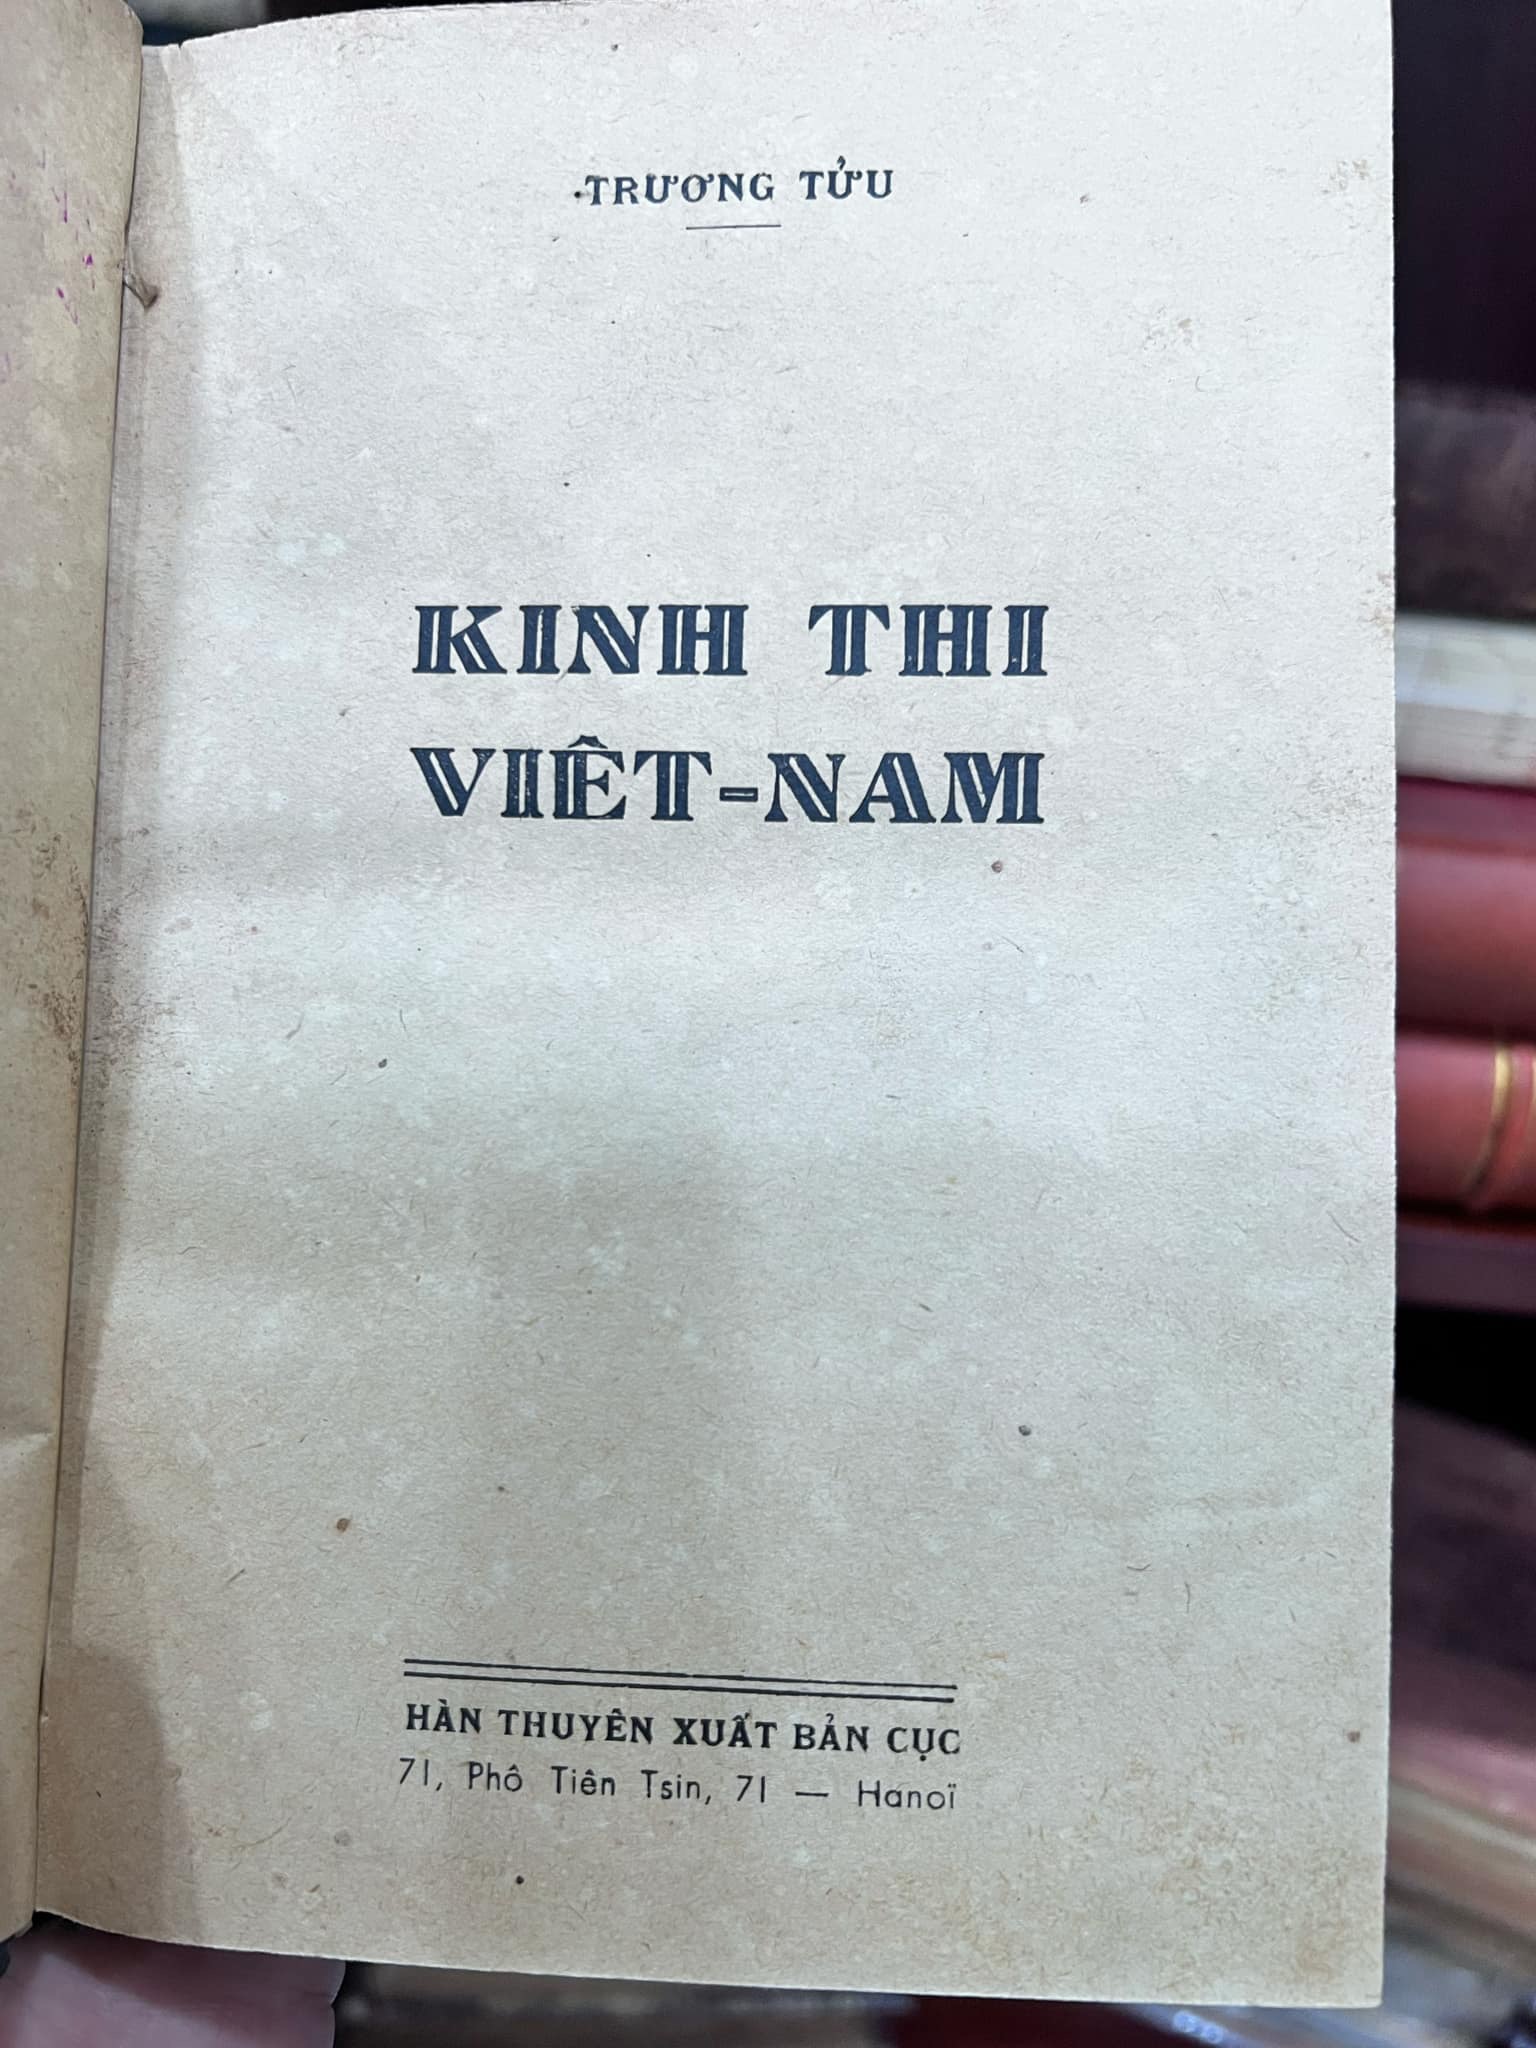 TRƯƠNG TỬU
KINH THI
VIÊT-NAM
HÀN THUYÊN XUẤT BẢN CỤC
71, Phô Tiên Tsin, 71 — Hanoï